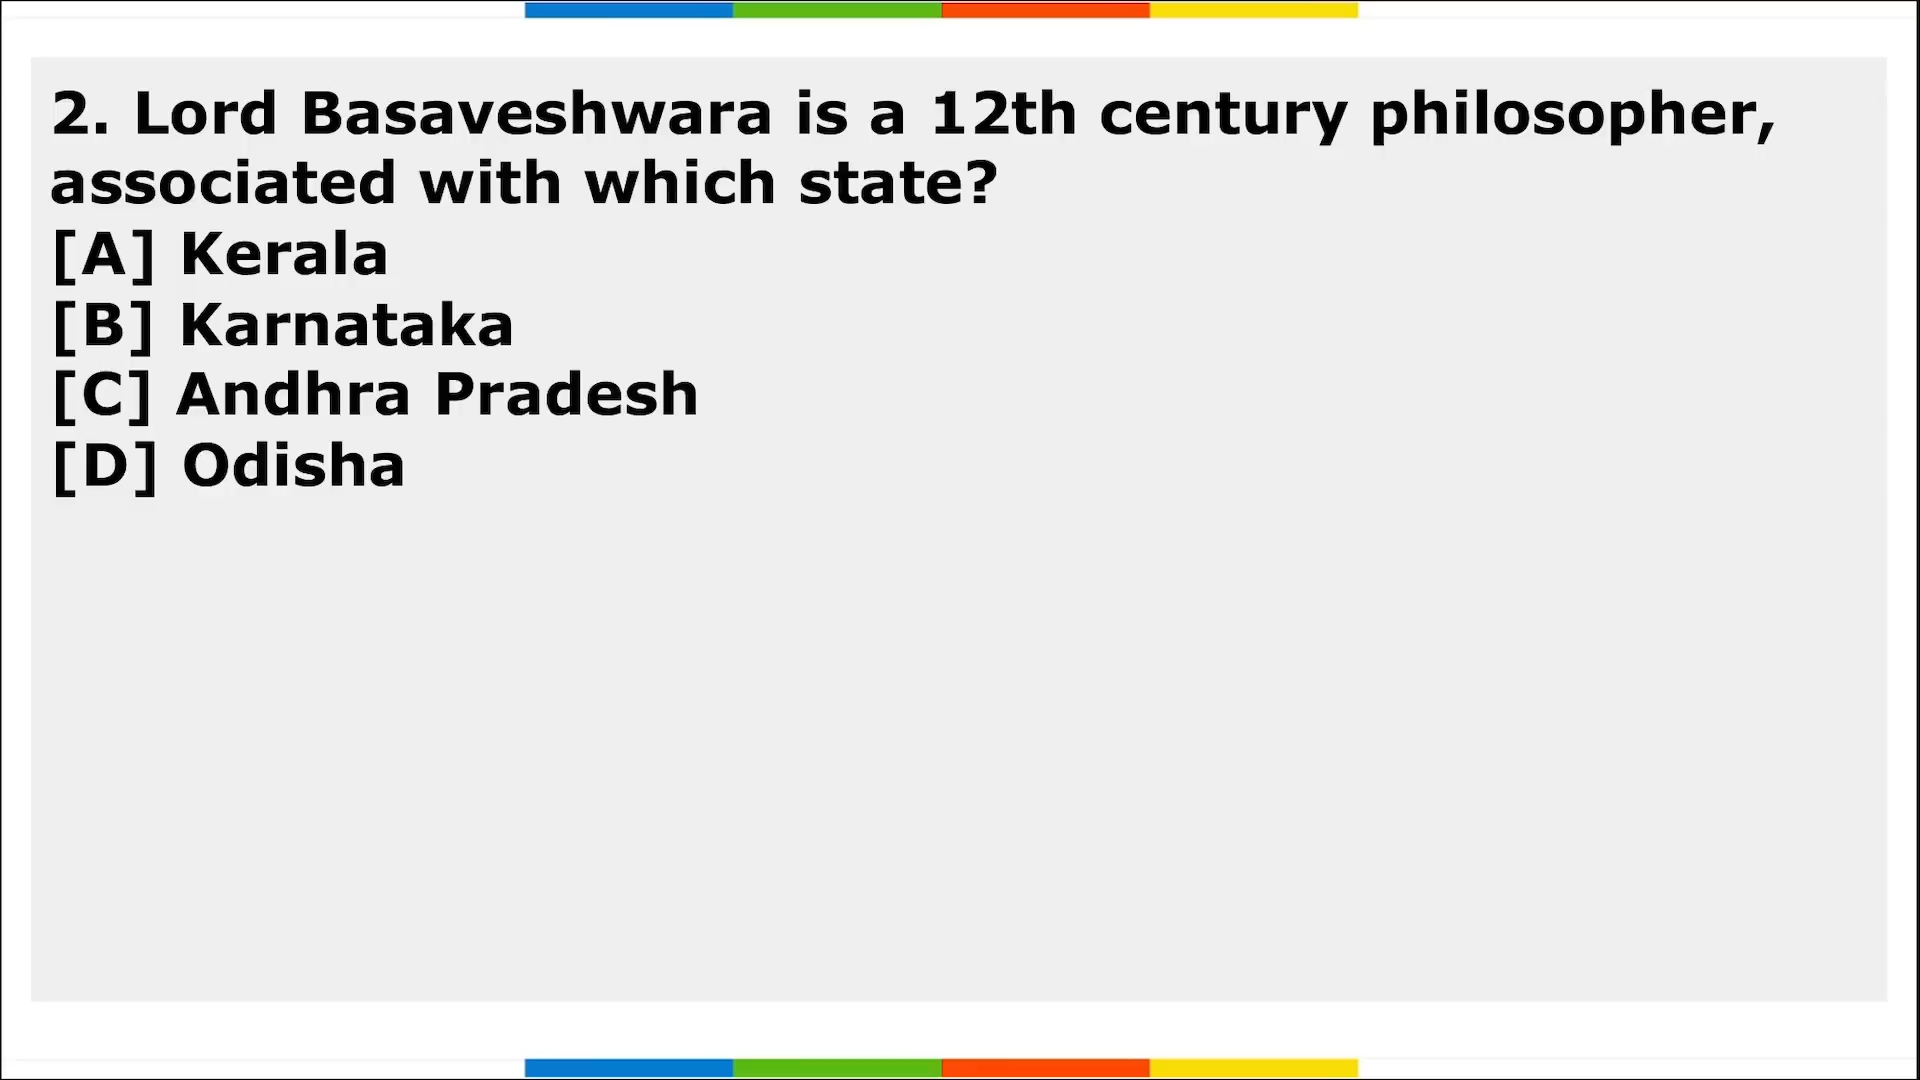 2. Lord Basaveshwara is a 12th century philosopher,
associated with which state?
[A] Kerala
[B] Karnataka
[C] Andhra Pradesh
[D] Odisha